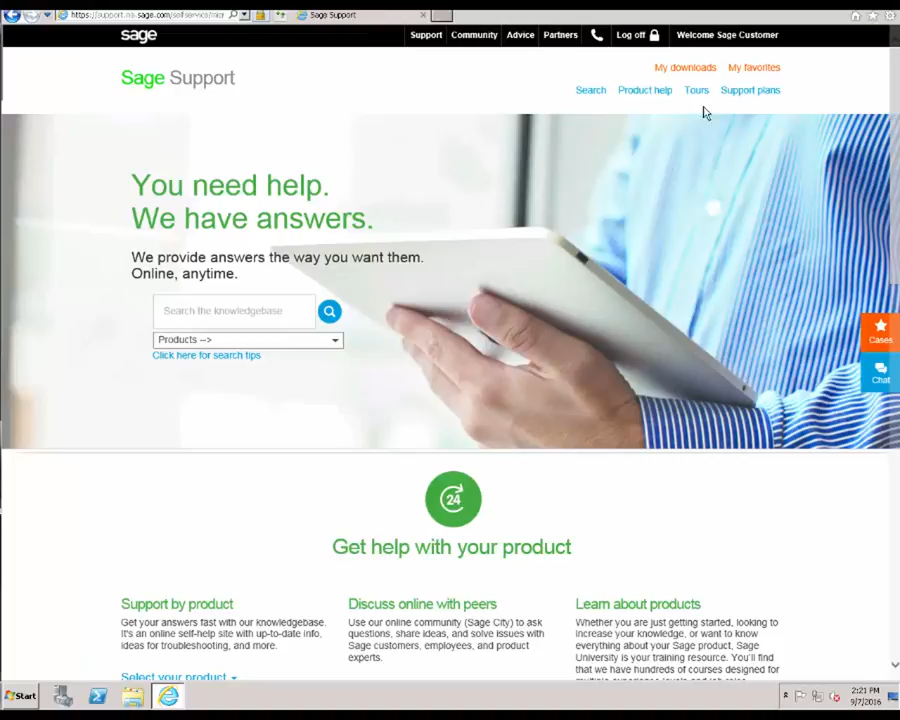 Sage Support
sage
Support Community Advice Partners Log off Welcome Sage Customer
My downloads My favorites
Sage Support
Search Product help Tours Support plans
You need help.
We have answers.
We provide answers the way you want them.
Online, anytime.
Search the knowledgebase
Products -->
Click here for search tips
Cases
Chat
24
Get help with your product
Support by product
Get your answers fast with our knowledgebase.
It's an online self-help site with up-to-date info,
ideas for troubleshooting, and more.
Select your product
Discuss online with peers
Use our online community (Sage City) to ask
questions, share ideas, and solve issues with
Sage customers, employees, and product
experts.
Learn about products
Whether you are just getting started, looking to
increase your knowledge, or want to know
everything about your Sage product, Sage
University is your training resource. You'll find
that we have hundreds of courses designed for
Start
2:21 PM
9/7/2016